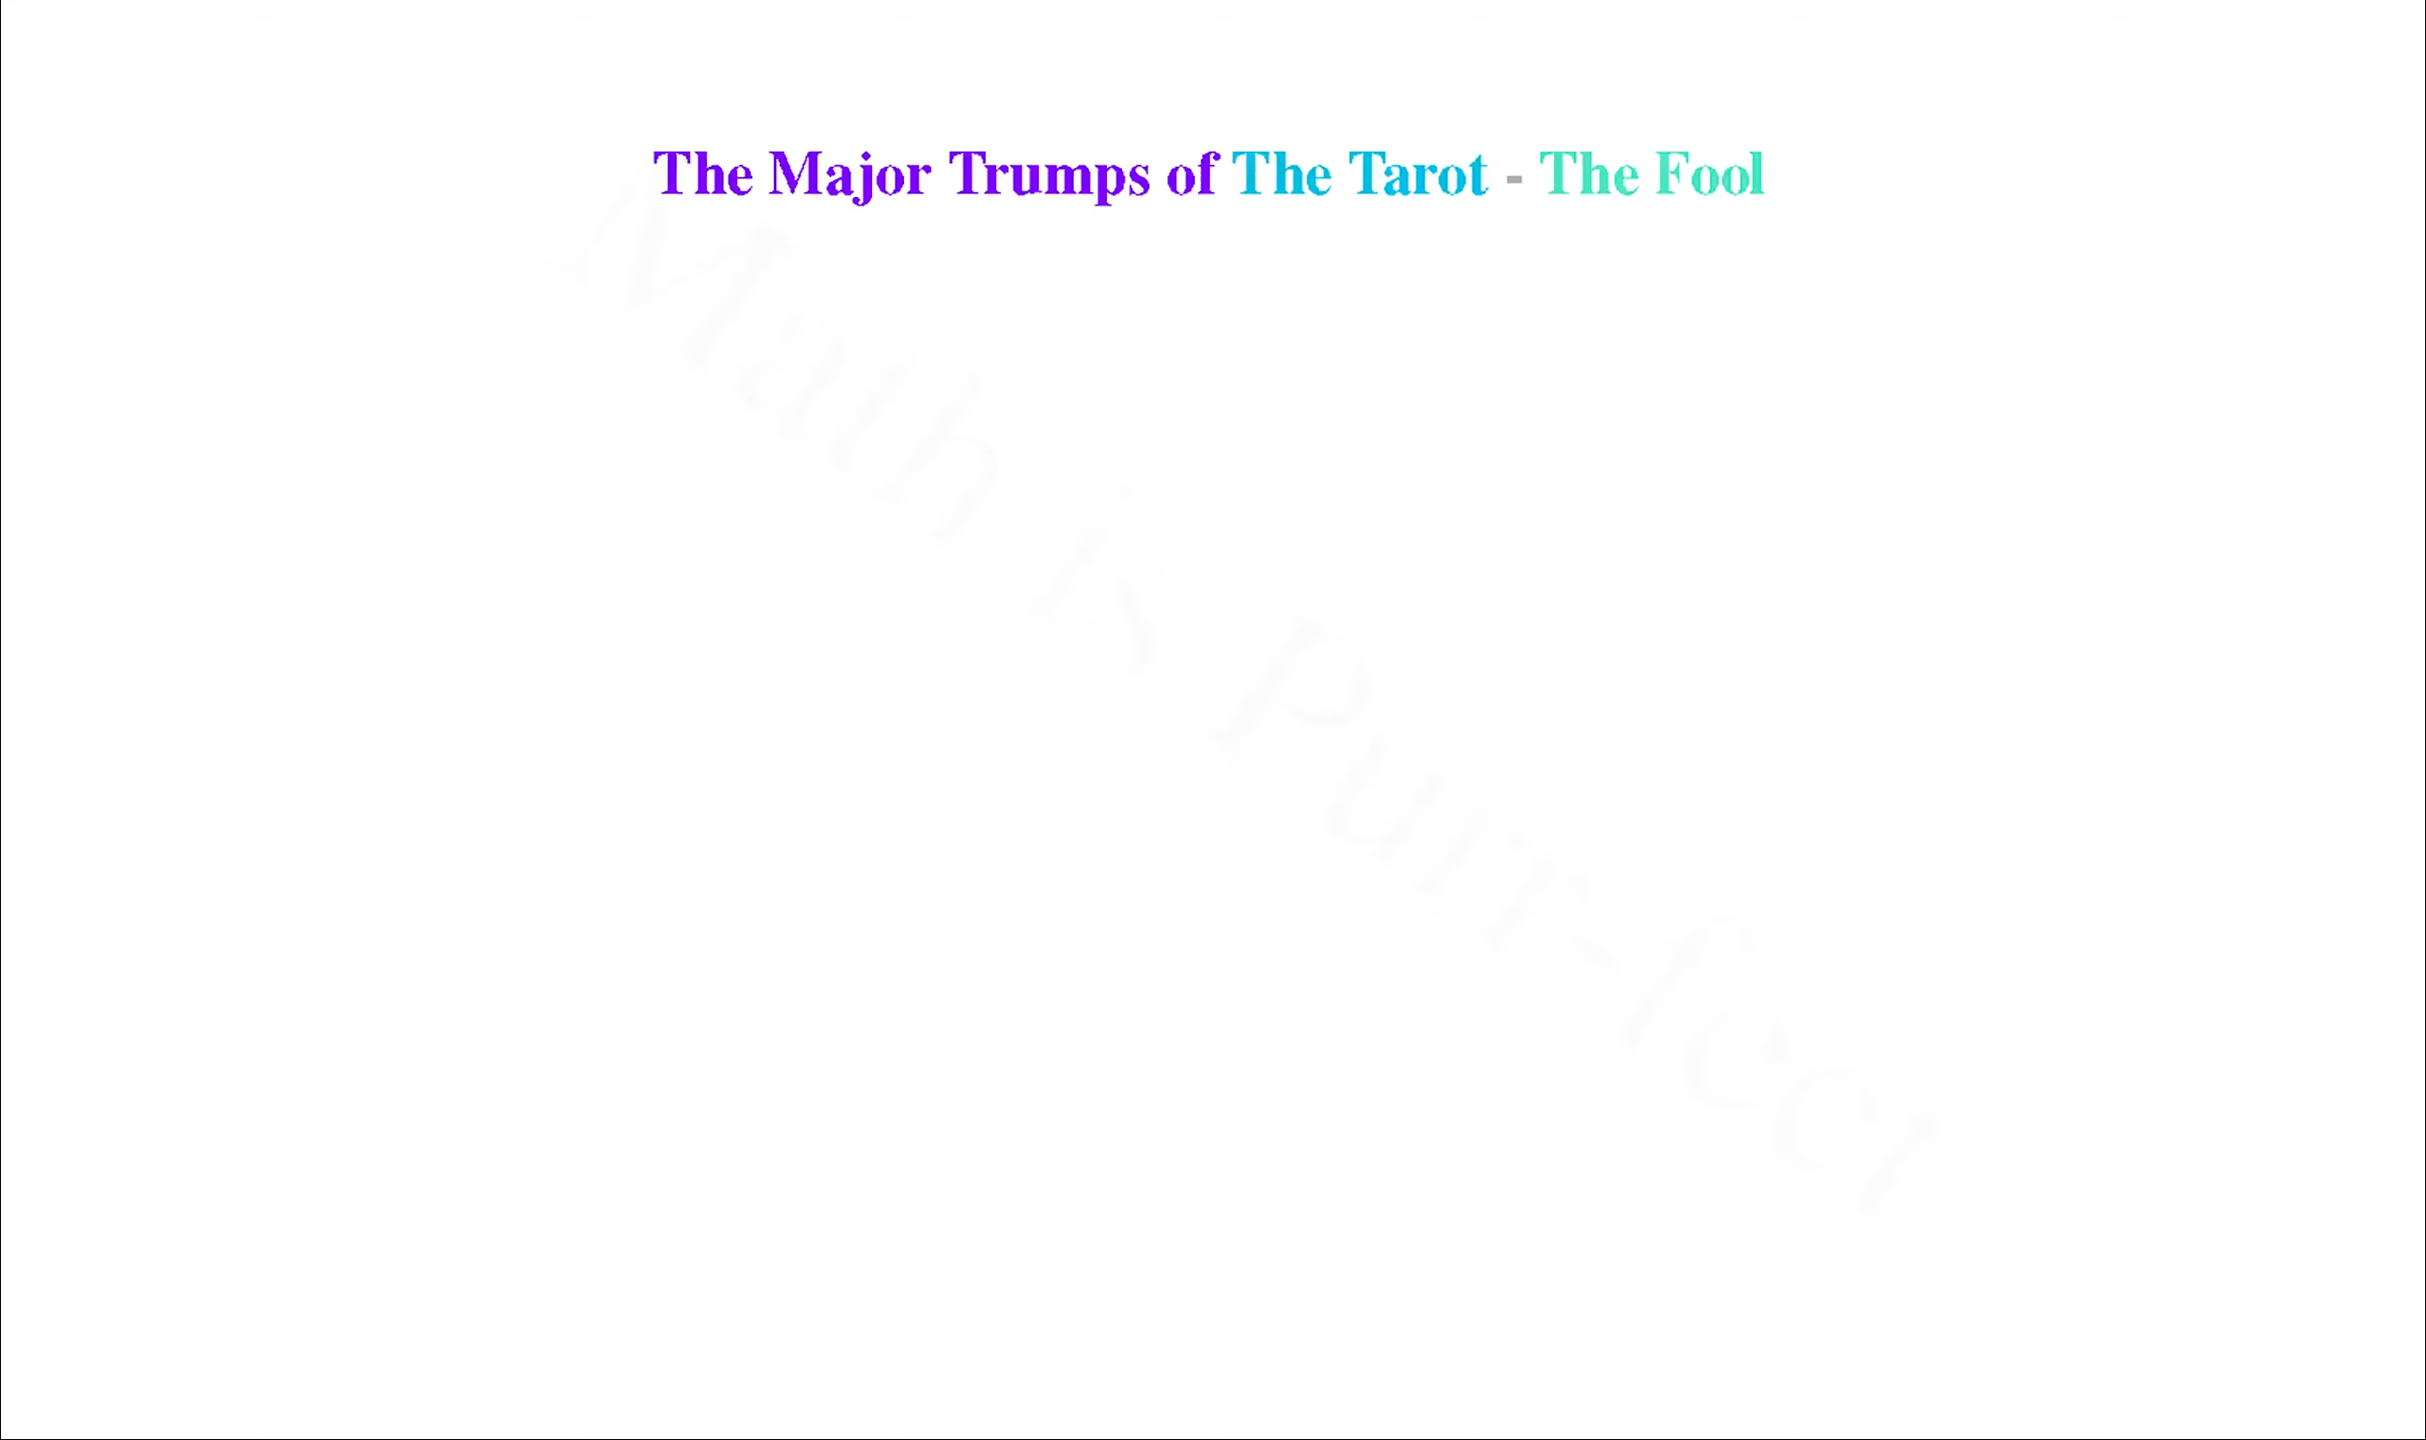 The Major Trumps of The Tarot - The Fool
Math is Purr-fect